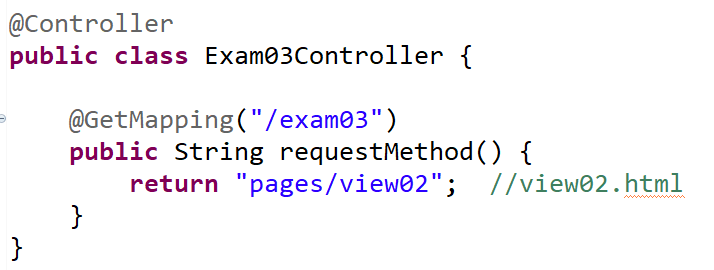 @Controller
public class Exam03Controller {
@GetMapping("/exam03")
public String requestMethod() {
return "pages/view02";  //view02.html
}
}